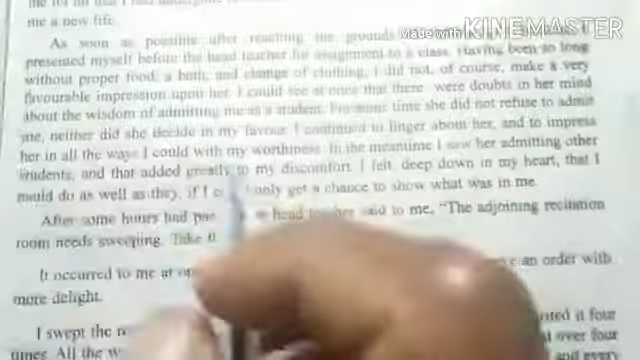 me a new life.
Made with KINEMASTER
As soon as possible after reaching the grounds I
presented myself before the head teacher for assignment to a class. Having been so long
without proper food, a bath, and change of clothing, I did not, of course, make a very
favourable impression upon her. I could see at once that there were doubts in her mind
about the wisdom of admitting me as a student. For some time she did not refuse to admit
me, neither did she decide in my favour. I continued to linger about her, and to impress
her in all the ways I could with my worthiness. In the meantime I saw her admitting other
students, and that added greatly to my discomfort. I felt, deep down in my heart, that I
could do as well as they, if I only get a chance to show what was in me.
After some hours had head teacher said to me, "The adjoining recitation
room needs sweeping. Take
It occurred to me at an order with
more delight.
I swept the it four
times. All the over four
and every